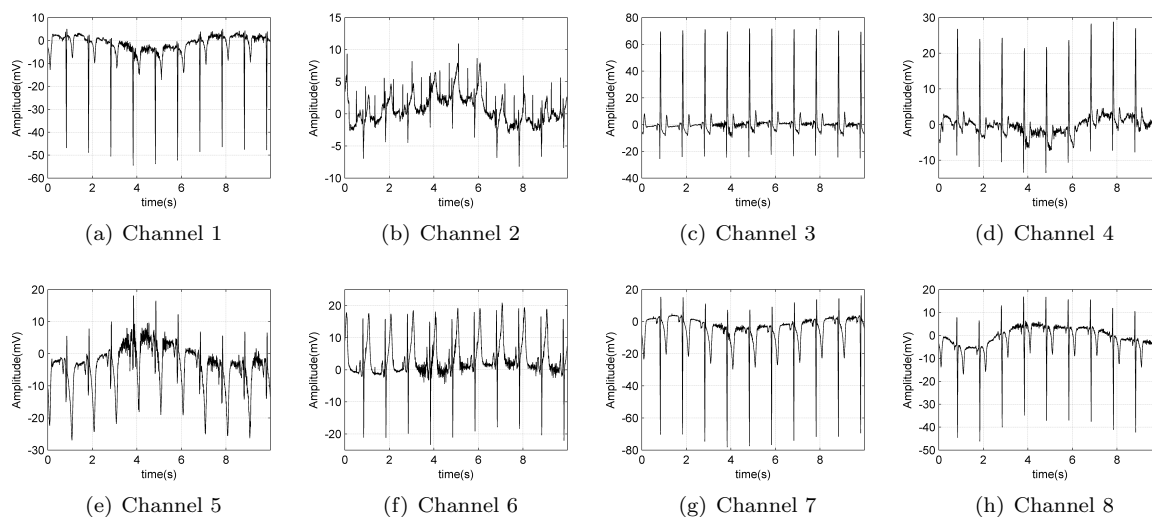 10
0
-10
-20
-30
-40
-50
-60
Amplitude(mV)
0 2 4 6 8
time(s)
(a) Channel 1
15
10
5
0
-5
-10
Amplitude(mV)
0 2 4 6 8
time(s)
(b) Channel 2
80
60
40
20
0
-20
-40
Amplitude(mV)
0 2 4 6 8
time(s)
(c) Channel 3
30
20
10
0
-10
Amplitude(mV)
0 2 4 6 8
time(s)
(d) Channel 4
20
10
0
-10
-20
-30
Amplitude(mV)
0 2 4 6 8
time(s)
(e) Channel 5
20
10
0
-10
-20
Amplitude(mV)
0 2 4 6 8
time(s)
(f) Channel 6
20
0
-20
-40
-60
-80
Amplitude(mV)
0 2 4 6 8
time(s)
(g) Channel 7
20
10
0
-10
-20
-30
-40
-50
Amplitude(mV)
0 2 4 6 8
time(s)
(h) Channel 8